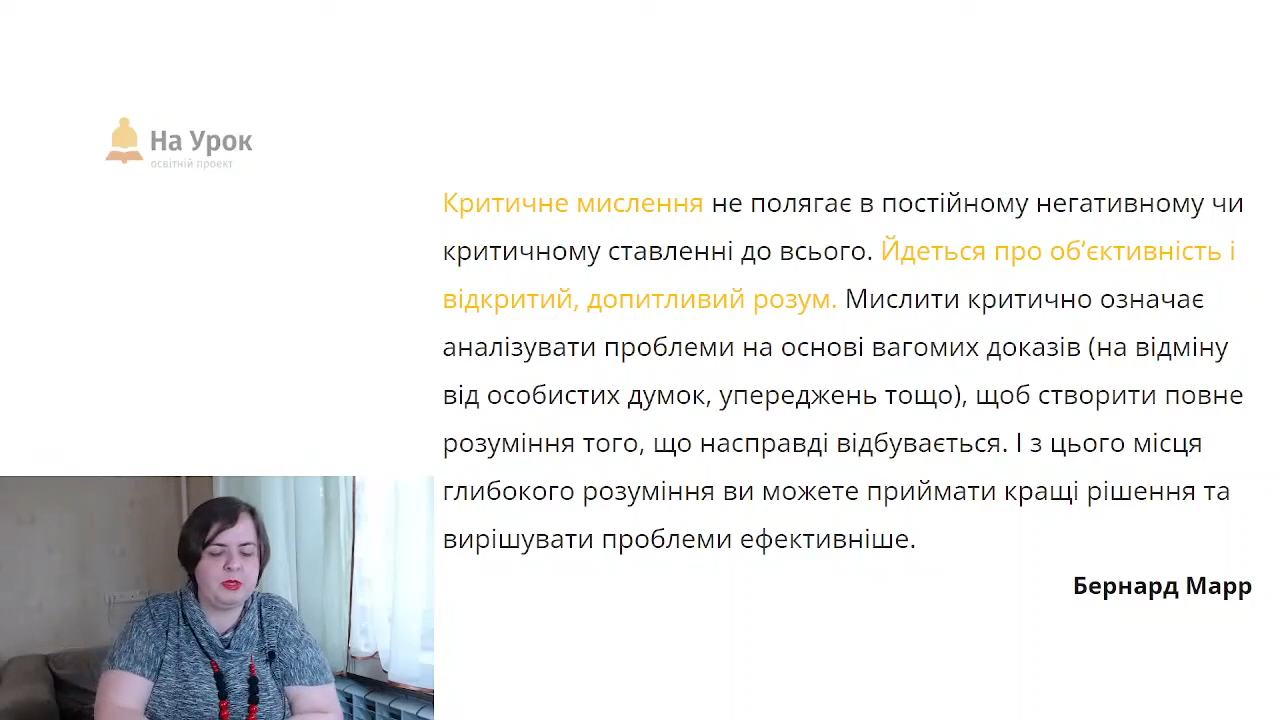 На Урок
освітній проект
Критичне мислення не полягає в постійному негативному чи
критичному ставленні до всього. Йдеться про об‘єктивність і
відкритий, допитливий розум. Мислити критично означає
аналізувати проблеми на основі вагомих доказів (на відміну
від особистих думок, упереджень тощо), щоб створити повне
розуміння того, що насправді відбувається. І з цього місця
глибокого розуміння ви можете приймати кращі рішення та
вирішувати проблеми ефективніше.
Бернард Марр